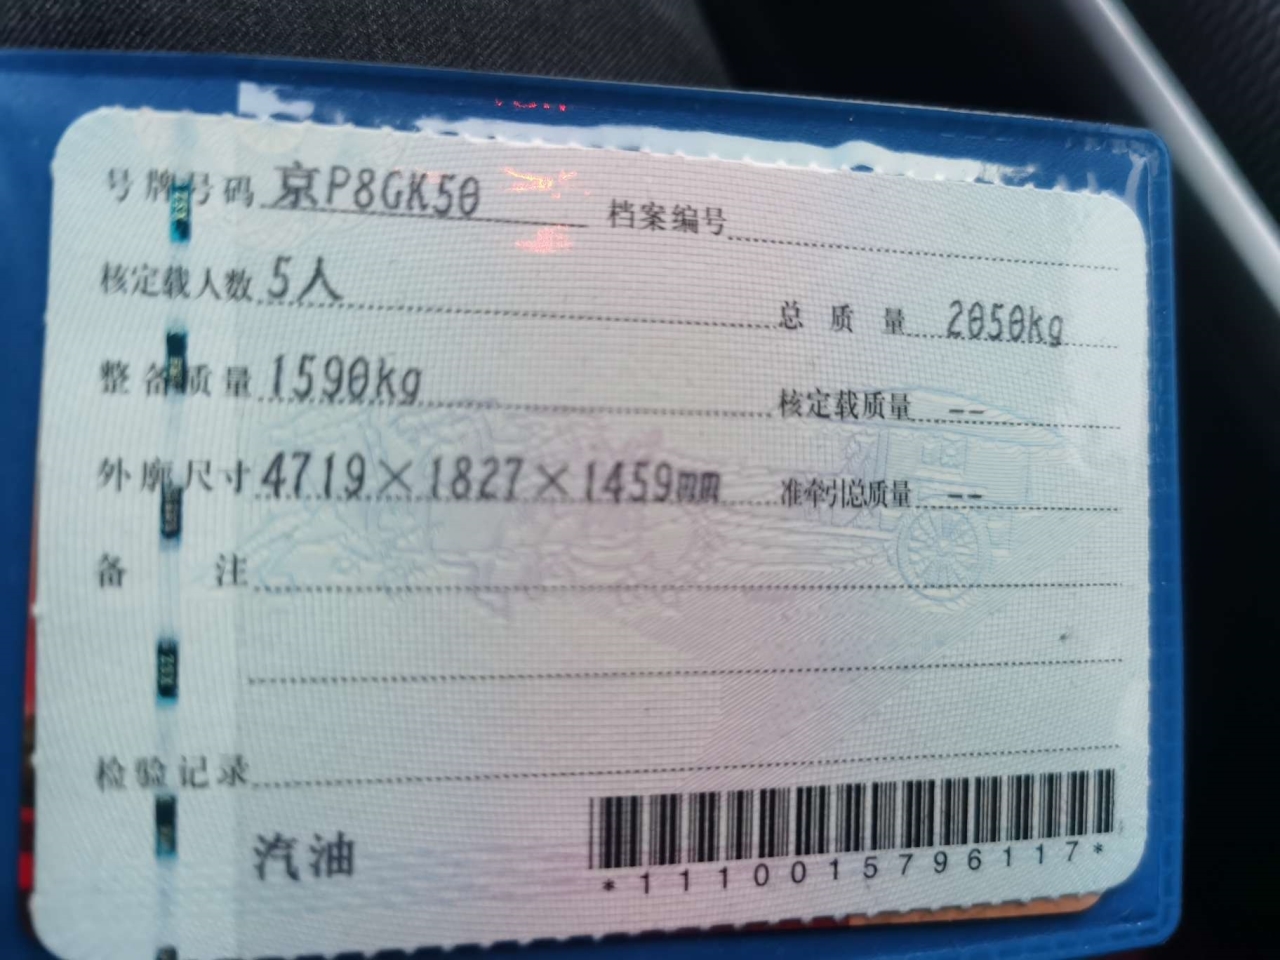 号牌号码 京P8GK50 档案编号
核定载人数 5人 总质量 2050kg
整备质量 1590kg 核定载质量 --
外廓尺寸 4719×1827×1459mm 准牵引总质量 --
备注
检验记录
汽油
*1110015796117*